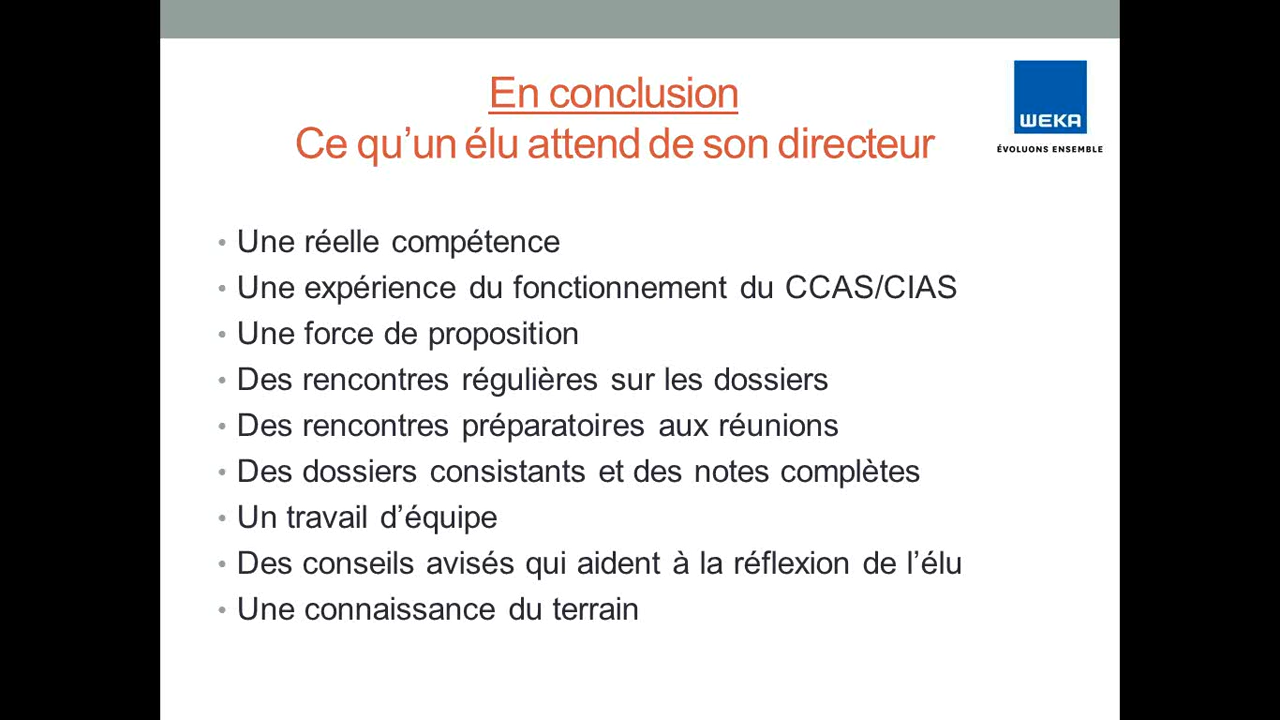 En conclusion
Ce qu’un élu attend de son directeur
WEKA
ÉVOLUONS ENSEMBLE
• Une réelle compétence
• Une expérience du fonctionnement du CCAS/CIAS
• Une force de proposition
• Des rencontres régulières sur les dossiers
• Des rencontres préparatoires aux réunions
• Des dossiers consistants et des notes complètes
• Un travail d’équipe
• Des conseils avisés qui aident à la réflexion de l’élu
• Une connaissance du terrain